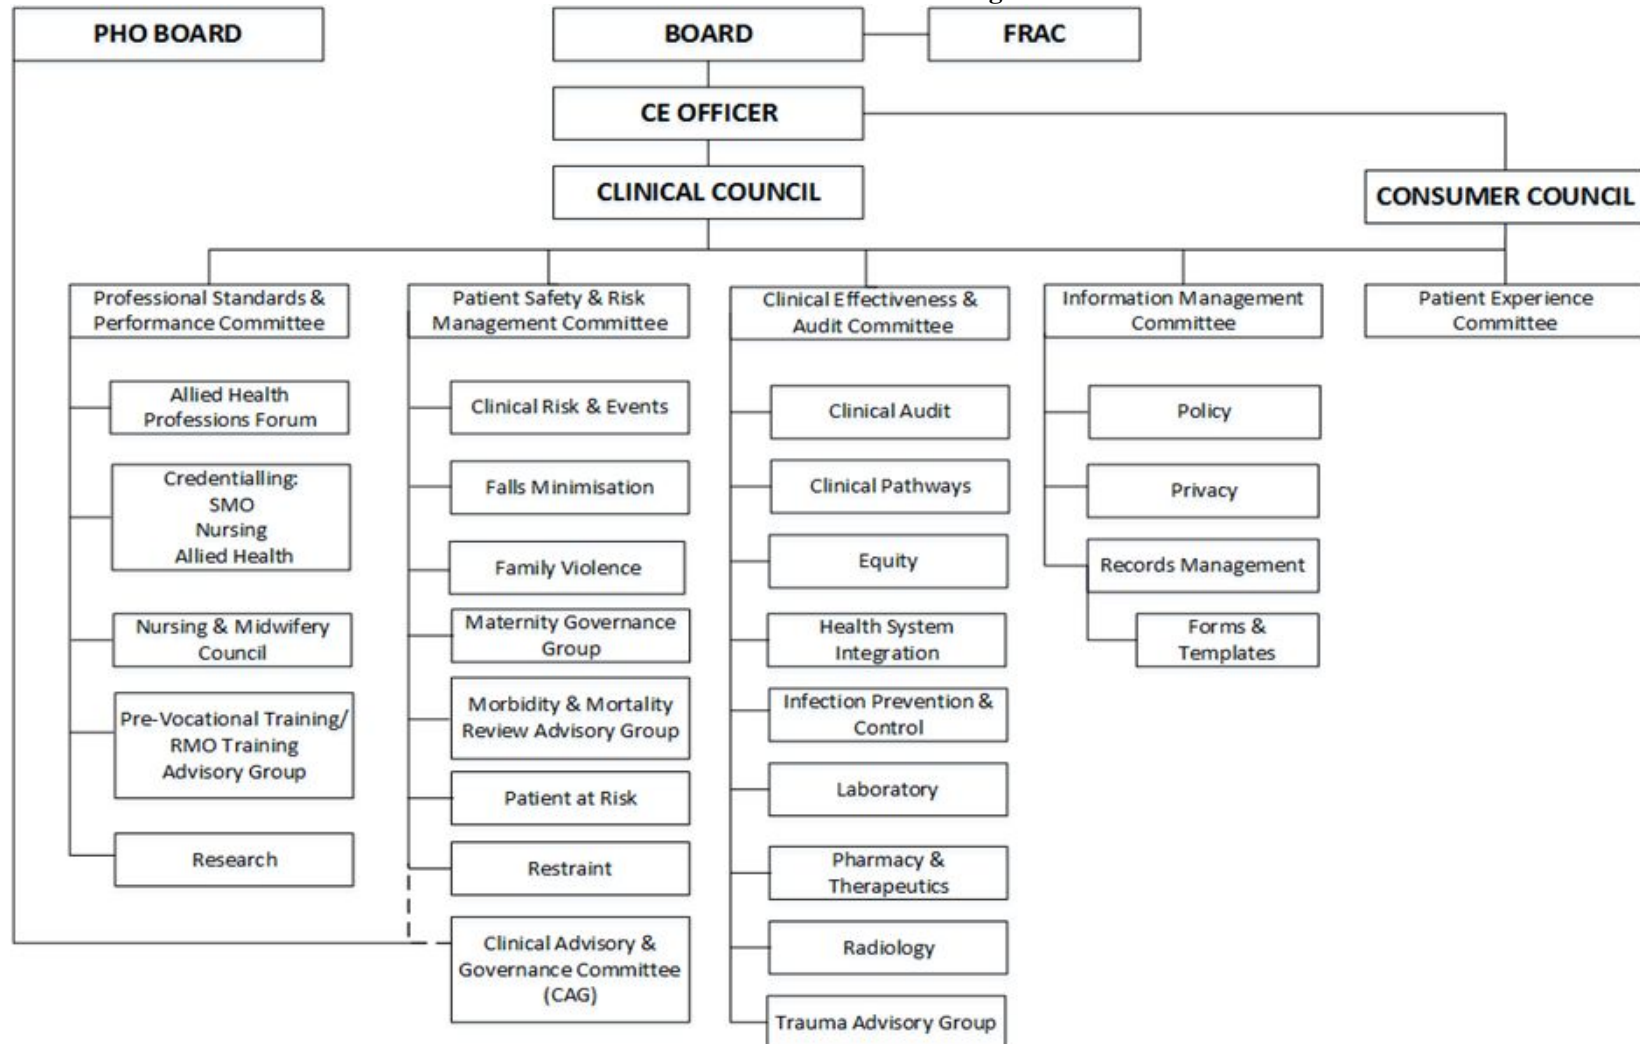 PHO BOARD
BOARD
FRAC
CE OFFICER
CLINICAL COUNCIL
CONSUMER COUNCIL
Professional Standards &
Performance Committee
Allied Health
Professions Forum
Credentialling:
SMO
Nursing
Allied Health
Nursing & Midwifery
Council
Pre-Vocational Training/
RMO Training
Advisory Group
Research
Patient Safety & Risk
Management Committee
Clinical Risk & Events
Falls Minimisation
Family Violence
Maternity Governance
Group
Morbidity & Mortality
Review Advisory Group
Patient at Risk
Restraint
Clinical Advisory &
Governance Committee
(CAG)
Clinical Effectiveness &
Audit Committee
Clinical Audit
Clinical Pathways
Equity
Health System
Integration
Infection Prevention &
Control
Laboratory
Pharmacy &
Therapeutics
Radiology
Trauma Advisory Group
Information Management
Committee
Policy
Privacy
Records Management
Forms &
Templates
Patient Experience
Committee